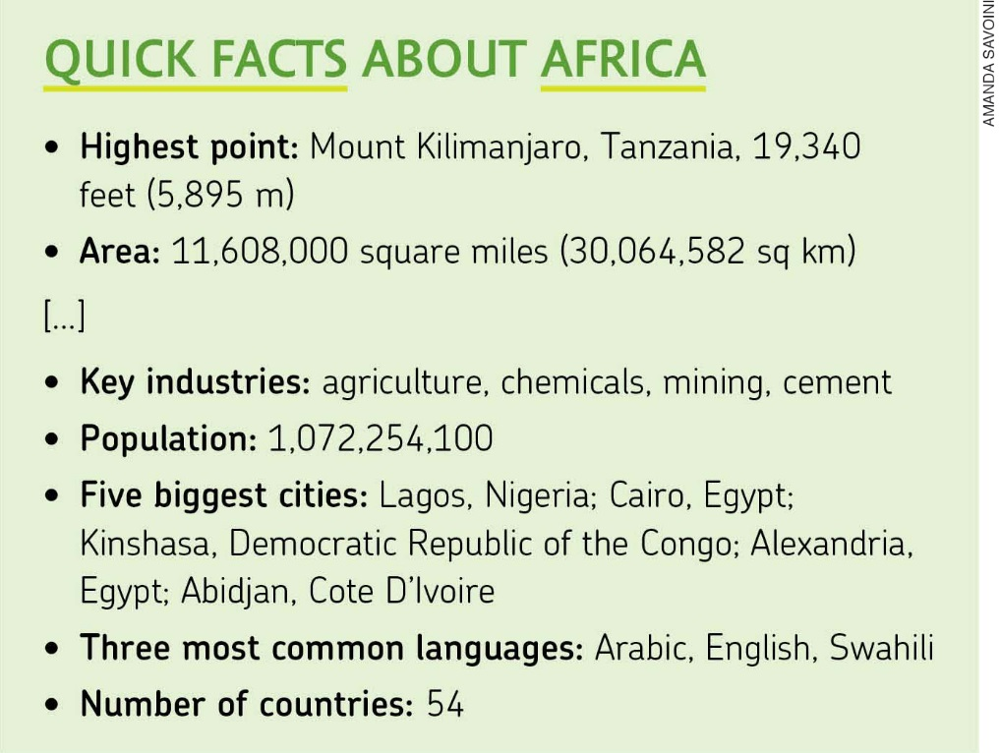 QUICK FACTS ABOUT AFRICA
• Highest point: Mount Kilimanjaro, Tanzania, 19,340
feet (5,895 m)
• Area: 11,608,000 square miles (30,064,582 sq km)
[...]
• Key industries: agriculture, chemicals, mining, cement
• Population: 1,072,254,100
• Five biggest cities: Lagos, Nigeria; Cairo, Egypt;
Kinshasa, Democratic Republic of the Congo; Alexandria,
Egypt; Abidjan, Cote D’Ivoire
• Three most common languages: Arabic, English, Swahili
• Number of countries: 54
AMANDA SAVOINI